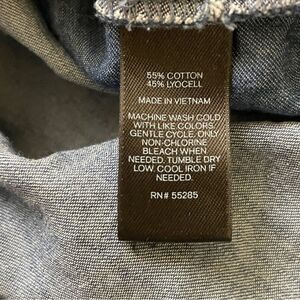 55% COTTON
45% LYOCELL
MADE IN VIETNAM
MACHINE WASH COLD
WITH LIKE COLORS,
GENTLE CYCLE. ONLY
NON-CHLORINE
BLEACH WHEN
NEEDED. TUMBLE DRY
LOW. COOL IRON IF
NEEDED.
RN# 55285